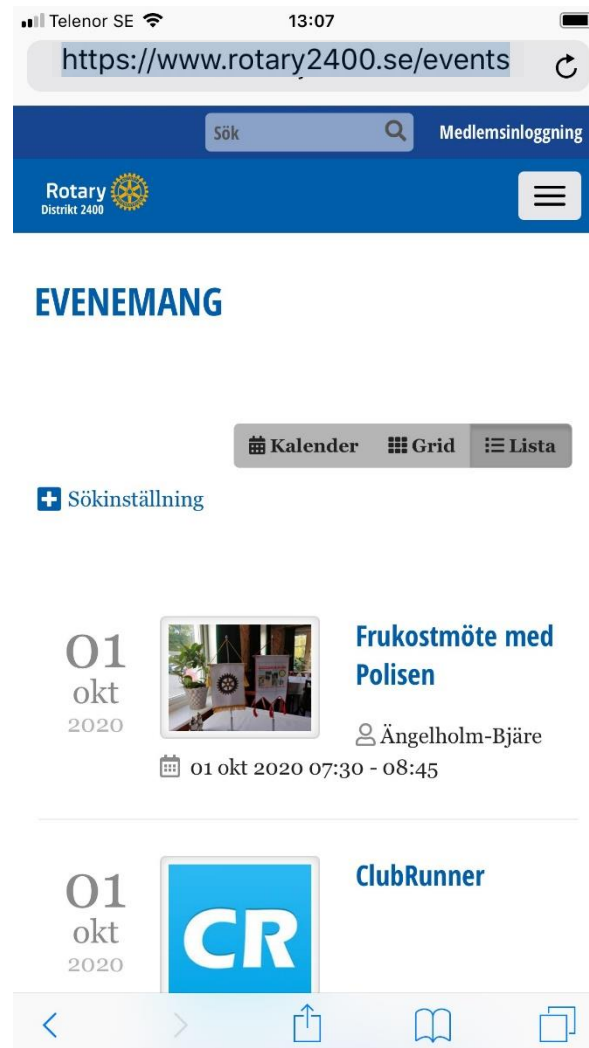 Telenor SE 13:07
https://www.rotary2400.se/events
Sök Medlemsinloggning
Rotary
Distrikt 2400
EVENEMANG
Kalender Grid Lista
Sökinställning
01
okt
2020
Frukostmöte med
Polisen
Ängelholm-Bjäre
01 okt 2020 07:30 - 08:45
01
okt
2020
CR
ClubRunner